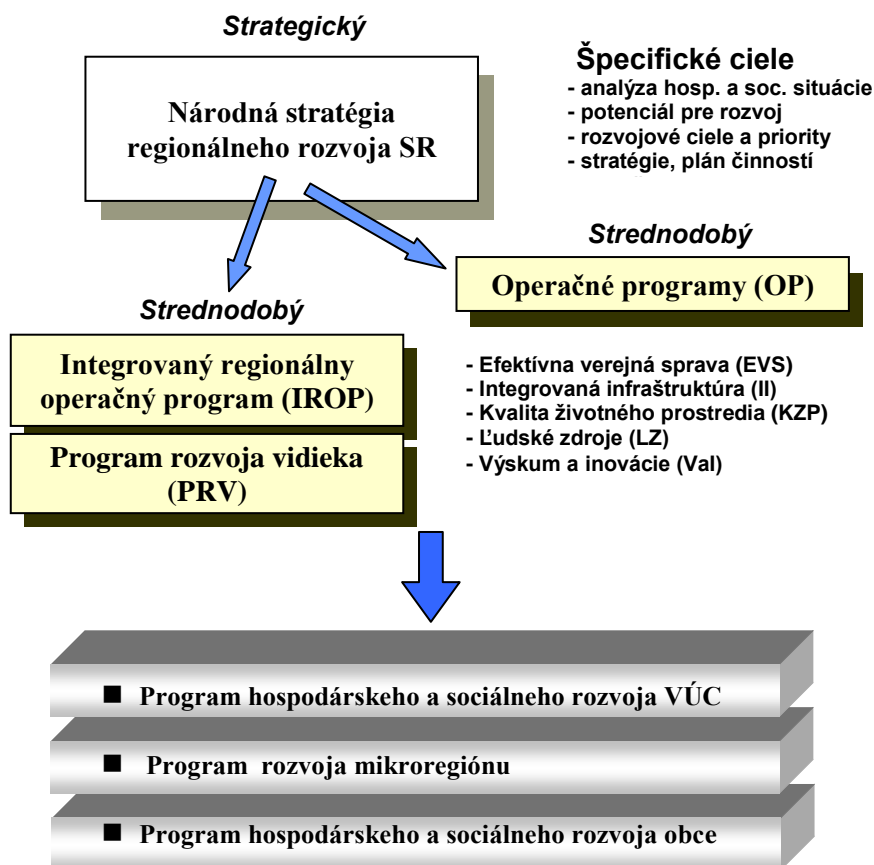 Strategický
Národná stratégia
regionálneho rozvoja SR
Špecifické ciele
- analýza hosp. a soc. situácie
- potenciál pre rozvoj
- rozvojové ciele a priority
- stratégie, plán činností
Strednodobý
Operačné programy (OP)
Strednodobý
Integrovaný regionálny
operačný program (IROP)
Program rozvoja vidieka
(PRV)
- Efektívna verejná sprava (EVS)
- Integrovaná infraštruktúra (II)
- Kvalita životného prostredia (KZP)
- Ľudské zdroje (LZ)
- Výskum a inovácie (VaI)
■ Program hospodárskeho a sociálneho rozvoja VÚC
■ Program rozvoja mikroregiónu
■ Program hospodárskeho a sociálneho rozvoja obce